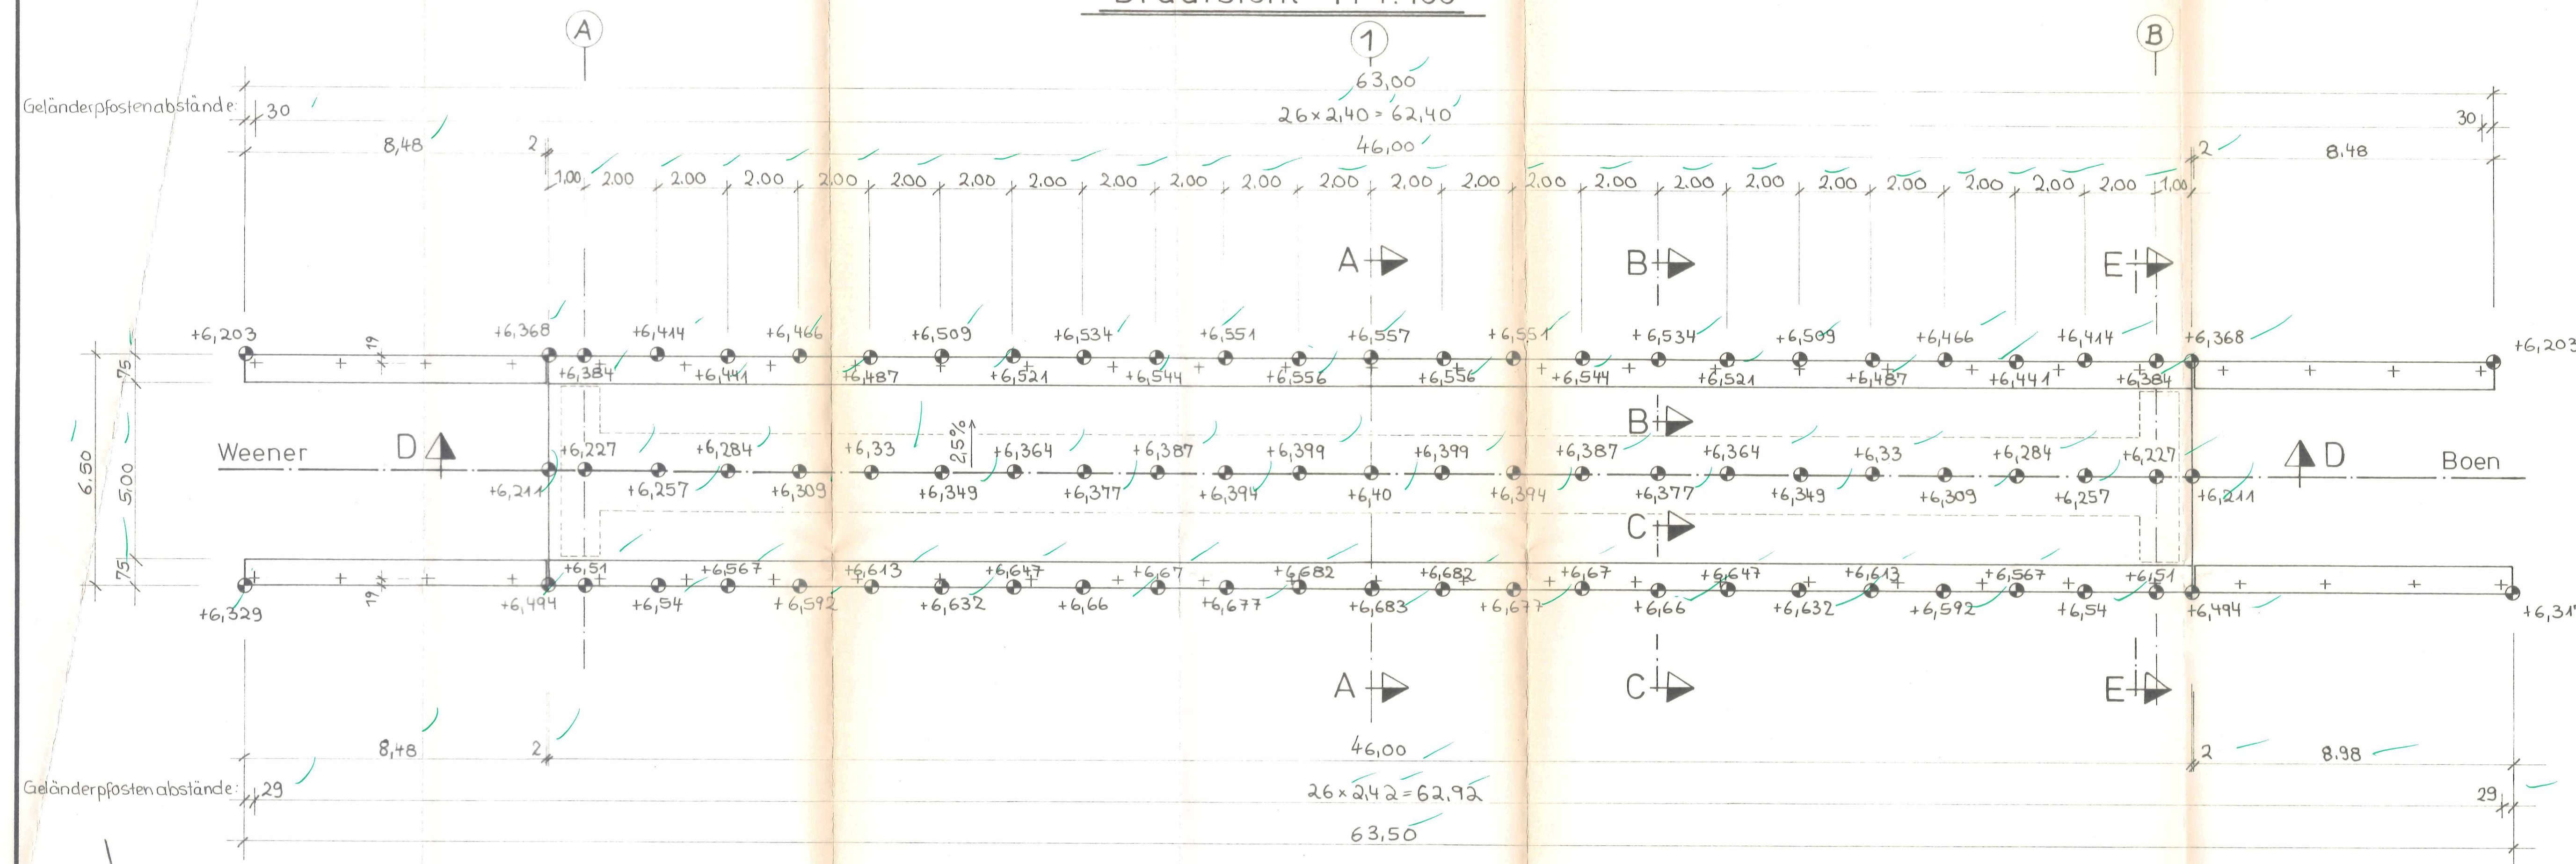 A
1
B
63,00
Geländerpfostenabstände: 30
26 x 2,40 = 62,40
30
8,48
2
46,00
2
8.48
1,00 2.00 2.00 2.00 2.00 2.00 2.00 2.00 2.00 2.00 2.00 2.00 2.00 2.00 2.00 2.00 2.00 2.00 2.00 2.00 2.00 2.00 2.00 1,00
A
B
E
+6,203 +6,368 +6,414 +6,466 +6,509 +6,534 +6,551 +6,557 +6,551 +6,534 +6,509 +6,466 +6,414 +6,368 +6,203
75 19
+6,384 +6,441 +6,487 +6,521 +6,544 +6,556 +6,556 +6,544 +6,521 +6,487 +6,441 +6,384
B
2,5%
+6,227 +6,284 +6,33 +6,364 +6,387 +6,399 +6,399 +6,387 +6,364 +6,33 +6,284 +6,227
Weener D
D Boen
6,50 5,00
+6,211 +6,257 +6,309 +6,349 +6,377 +6,394 +6,40 +6,394 +6,377 +6,349 +6,309 +6,257 +6,211
C
75 19
+6,51 +6,567 +6,613 +6,647 +6,67 +6,682 +6,682 +6,67 +6,647 +6,613 +6,567 +6,51
+6,329 +6,494 +6,54 +6,592 +6,632 +6,66 +6,677 +6,683 +6,677 +6,66 +6,632 +6,592 +6,54 +6,494
A
C
E
8,48
2
46,00
2
8.98
Geländerpfostenabstände: 29
26 x 2,42 = 62,92
29
63,50